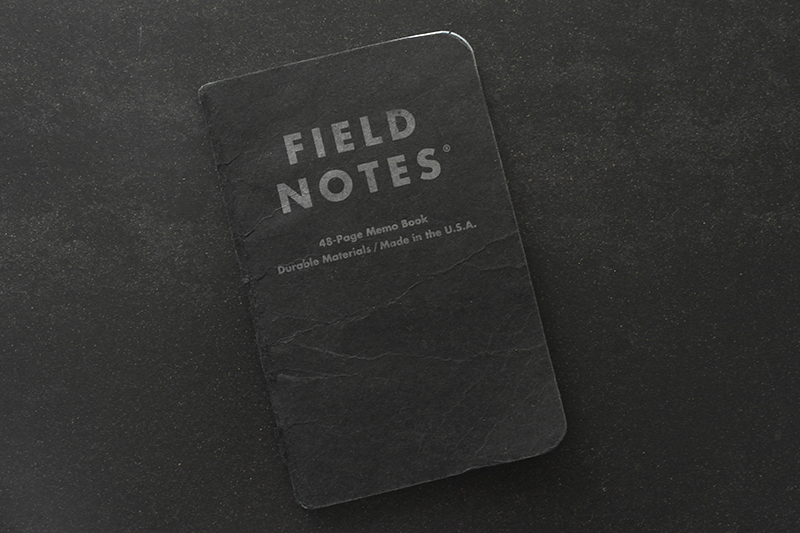 FIELD
NOTES®
48-Page Memo Book
Durable Materials / Made in the U.S.A.